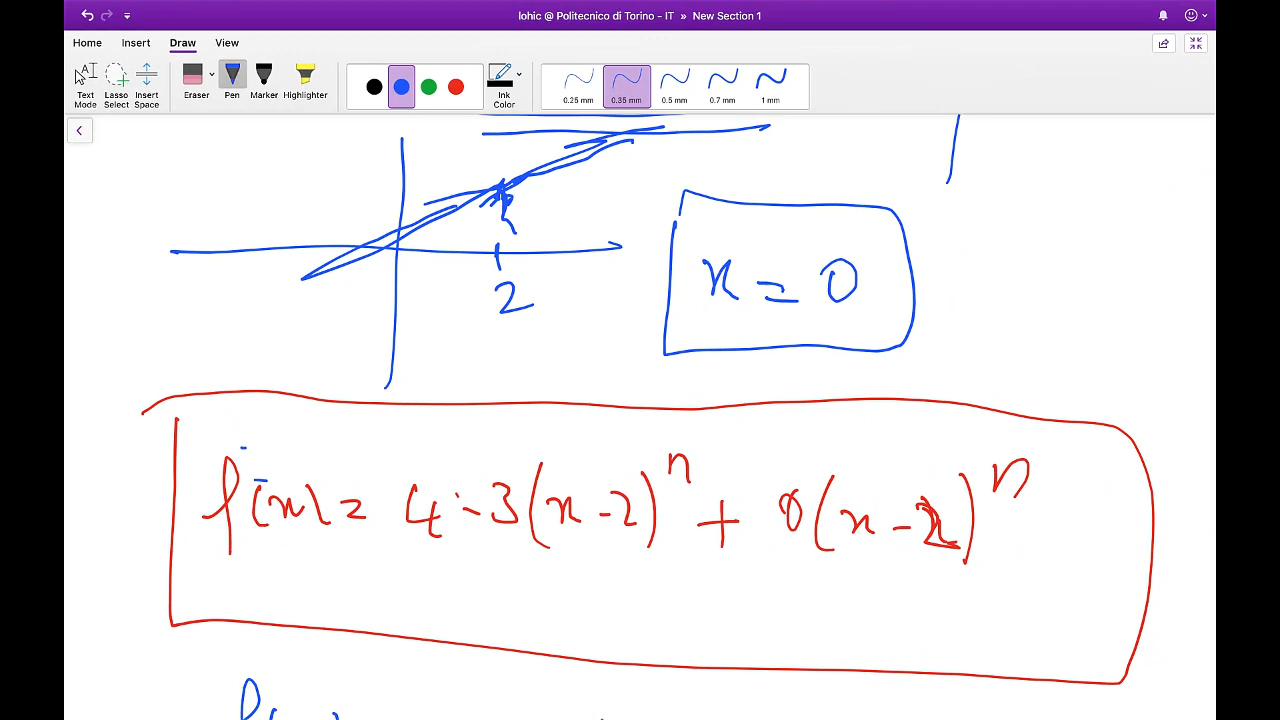 lohic @ Politecnico di Torino - IT » New Section 1
Home Insert Draw View
Text Mode
Lasso Select
Insert Space
Eraser
Pen
Marker
Highlighter
Ink Color
0.25 mm
0.35 mm
0.5 mm
0.7 mm
1 mm
2
x = 0
f(x) = 4 - 3(x-2)^n + o(x-2)^n